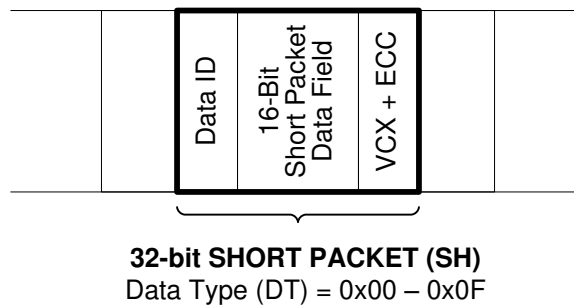 Data ID
16-Bit
Short Packet
Data Field
VCX + ECC
32-bit SHORT PACKET (SH)
Data Type (DT) = 0x00 – 0x0F